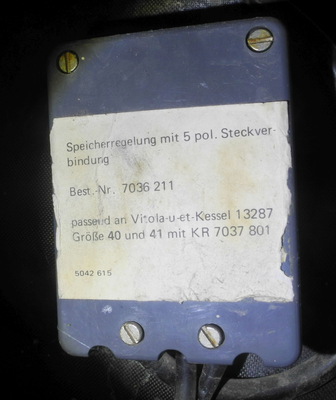 Speicherregelung mit 5 pol. Steckver-
bindung
Best.-Nr. 7036 211
passend an Vitola-u-et-Kessel 13287
Größe 40 und 41 mit KR 7037 801
5042 615